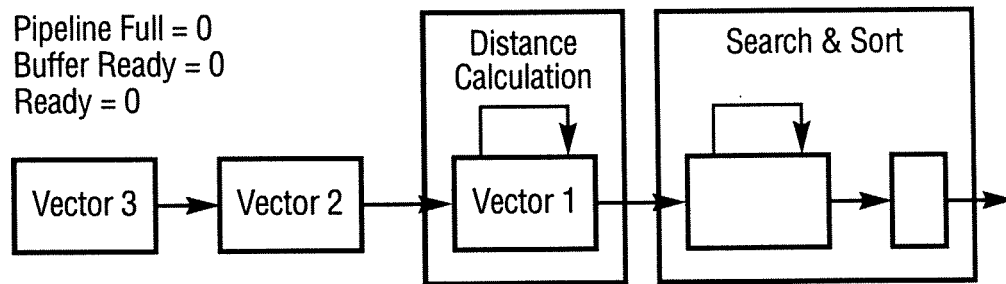 Pipeline Full = 0
Buffer Ready = 0
Ready = 0
Distance
Calculation
Search & Sort
Vector 3
Vector 2
Vector 1